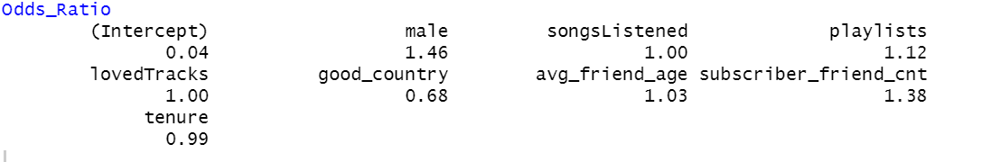 Odds_Ratio
(Intercept) male songsListened playlists
0.04 1.46 1.00 1.12
lovedTracks good_country avg_friend_age subscriber_friend_cnt
1.00 0.68 1.03 1.38
tenure
0.99